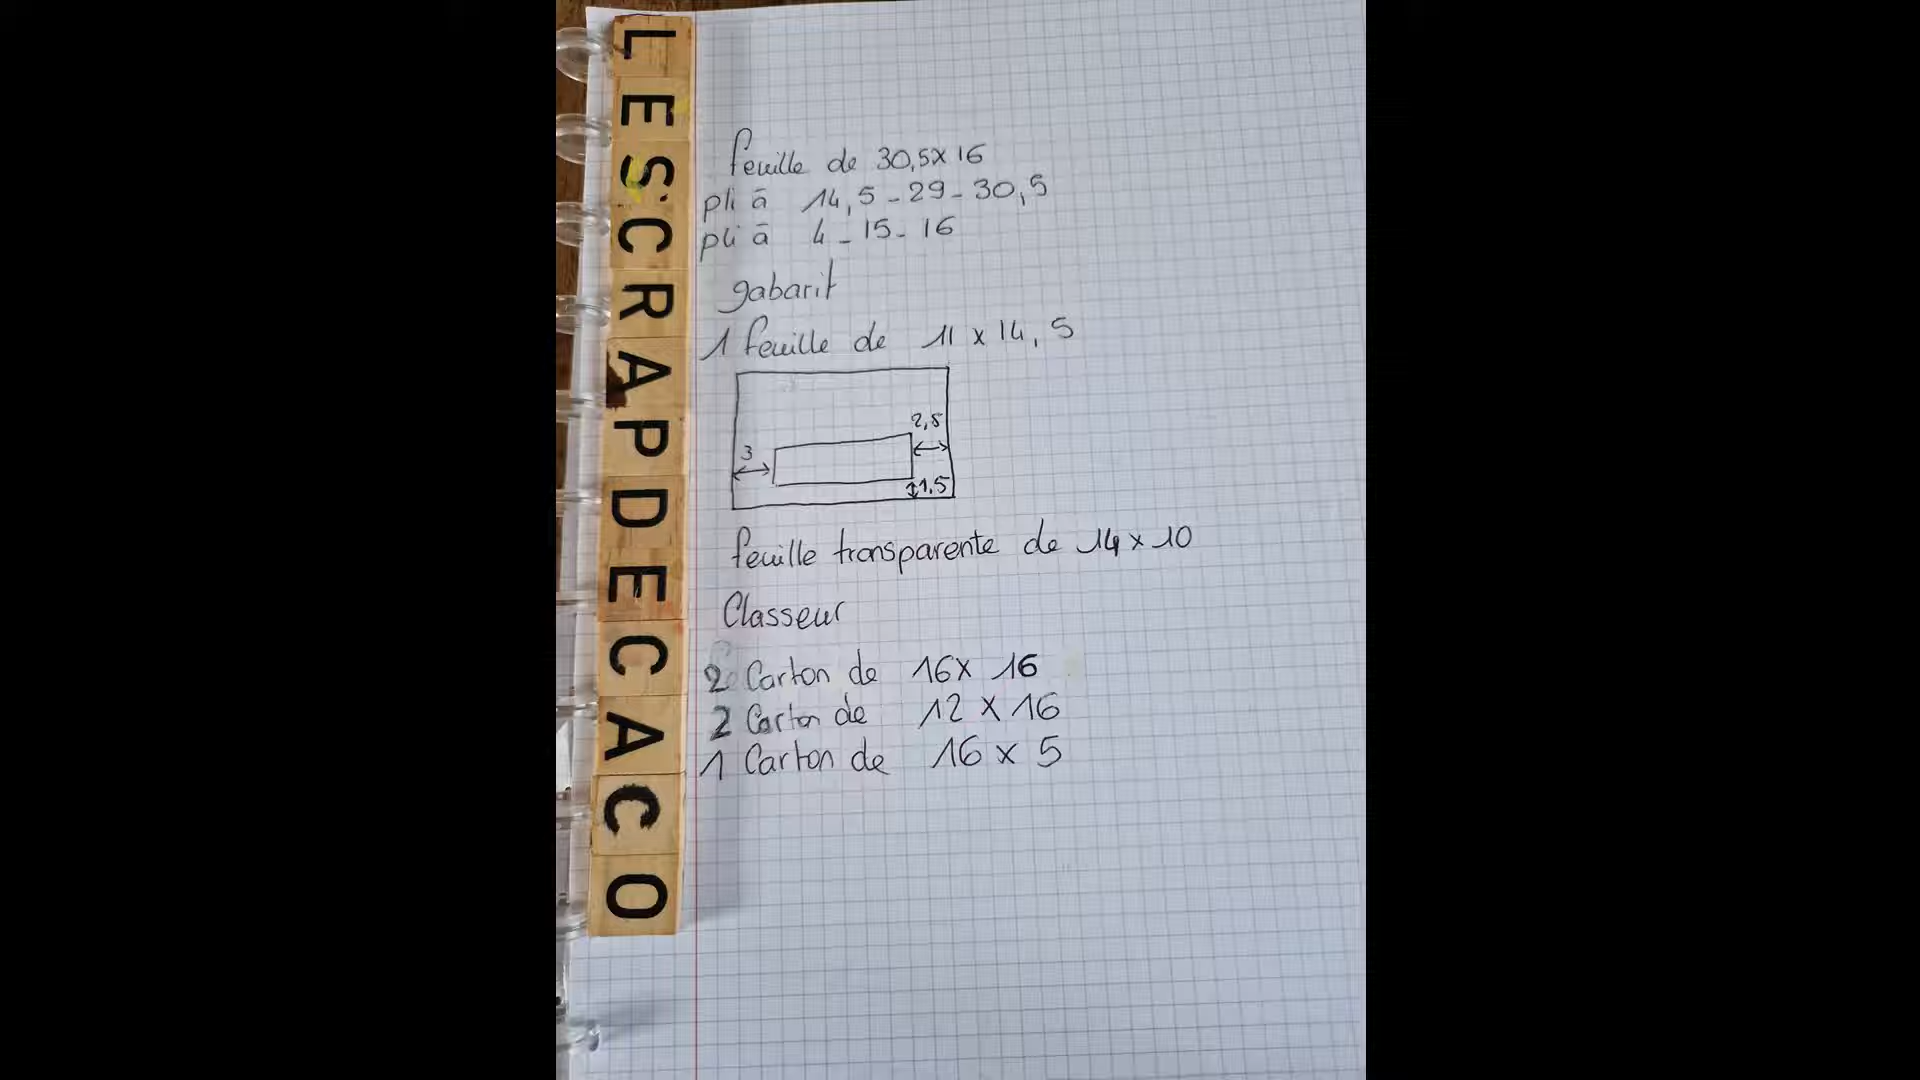 LESCRAPDECACO
feuille de 30,5x16
pli à 14,5-29-30,5
pli à 4-15-16
gabarit
1 feuille de 11 x 14,5
2,5
3
1,5
feuille transparente de 14x10
Classeur
2 Carton de 16x 16
2 Carton de 12 x 16
1 Carton de 16 x 5